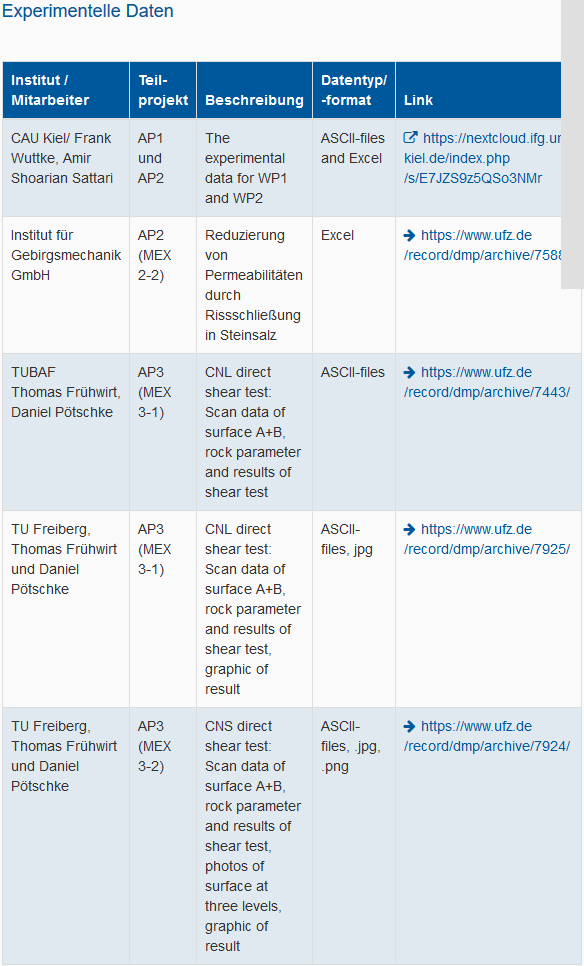 Experimentelle Daten
Institut /
Mitarbeiter
Teil-
projekt
Beschreibung
Datentyp/
-format
Link
CAU Kiel/ Frank
Wuttke, Amir
Shoarian Sattari
AP1
und
AP2
The
experimental
data for WP1
and WP2
ASCII-files
and Excel
https://nextcloud.ifg.ur
kiel.de/index.php
/s/E7JZS9z5QSo3NMr
Institut für
Gebirgsmechanik
GmbH
AP2
(MEX
2-2)
Reduzierung
von
Permeabilitäten
durch
Rissschließung
in Steinsalz
Excel
https://www.ufz.de
/record/dmp/archive/7588
TUBAF
Thomas Frühwirt,
Daniel Pötschke
AP3
(MEX
3-1)
CNL direct
shear test:
Scan data of
surface A+B,
rock parameter
and results of
shear test
ASCII-files
https://www.ufz.de
/record/dmp/archive/7443/
TU Freiberg,
Thomas Frühwirt
und Daniel
Pötschke
AP3
(MEX
3-1)
CNL direct
shear test:
Scan data of
surface A+B,
rock parameter
and results of
shear test,
graphic of
result
ASCII-
files, jpg
https://www.ufz.de
/record/dmp/archive/7925/
TU Freiberg,
Thomas Frühwirt
und Daniel
Pötschke
AP3
(MEX
3-2)
CNS direct
shear test:
Scan data of
surface A+B,
rock parameter
and results of
shear test,
photos of
surface at
three levels,
graphic of
result
ASCII-
files, .jpg,
.png
https://www.ufz.de
/record/dmp/archive/7924/